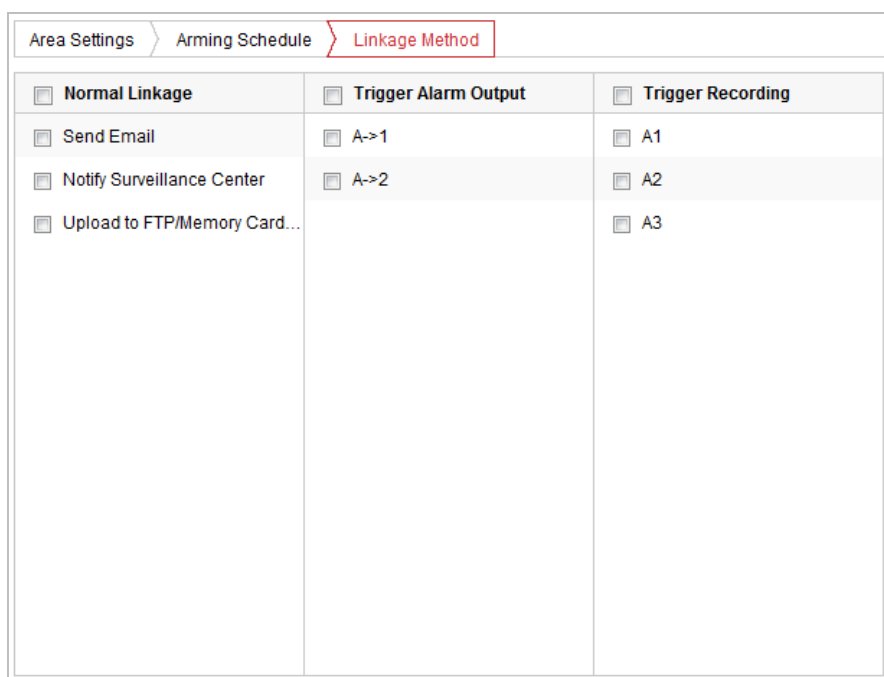 Area Settings Arming Schedule Linkage Method
Normal Linkage Trigger Alarm Output Trigger Recording
Send Email A->1 A1
Notify Surveillance Center A->2 A2
Upload to FTP/Memory Card... A3